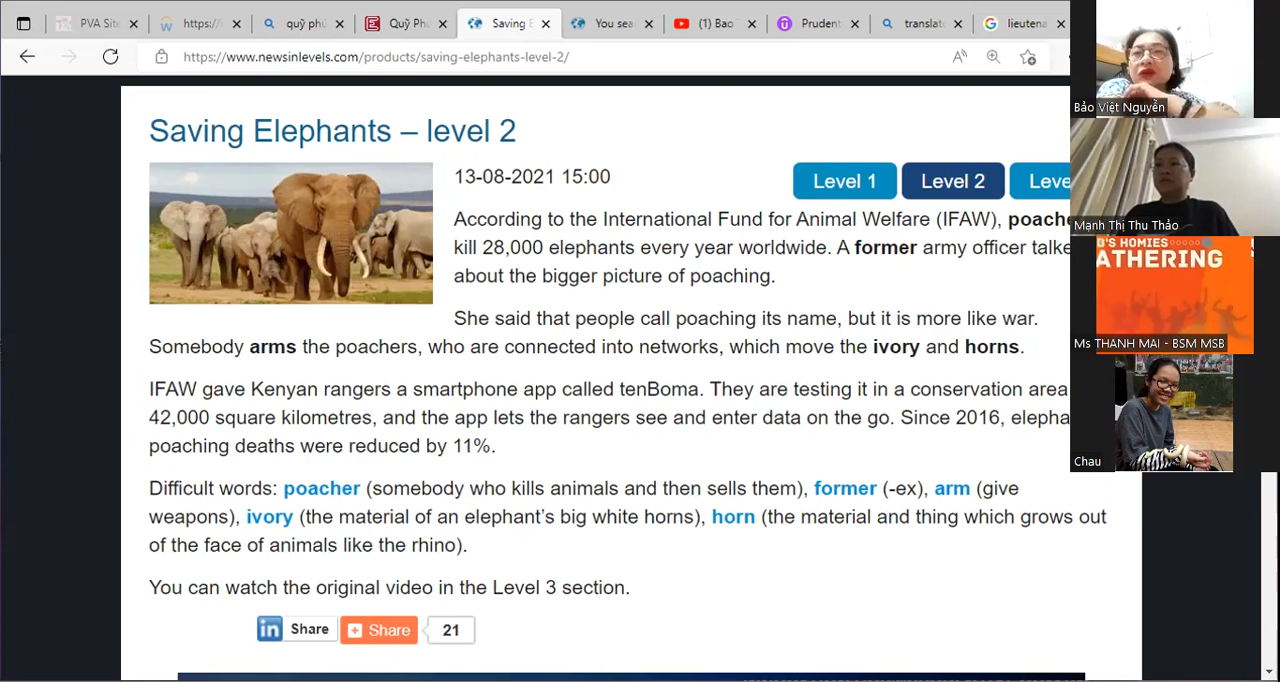 PVA Site
https://
quỹ phú
Quỹ Ph
Saving E
You sea
(1) Bao
Prudent
translate
lieutena
https://www.newsinlevels.com/products/saving-elephants-level-2/
Saving Elephants – level 2
13-08-2021 15:00
Level 1
Level 2
Leve
According to the International Fund for Animal Welfare (IFAW), poache
kill 28,000 elephants every year worldwide. A former army officer talke
about the bigger picture of poaching.
She said that people call poaching its name, but it is more like war.
Somebody arms the poachers, who are connected into networks, which move the ivory and horns.
IFAW gave Kenyan rangers a smartphone app called tenBoma. They are testing it in a conservation area
42,000 square kilometres, and the app lets the rangers see and enter data on the go. Since 2016, elepha
poaching deaths were reduced by 11%.
Difficult words: poacher (somebody who kills animals and then sells them), former (-ex), arm (give
weapons), ivory (the material of an elephant's big white horns), horn (the material and thing which grows out
of the face of animals like the rhino).
You can watch the original video in the Level 3 section.
in Share
Share
21
Bảo Việt Nguyễn
Mạnh Thị Thu Thảo
B'S HOMIES
ATHERING
Ms THANH MAI - BSM MSB
Chau